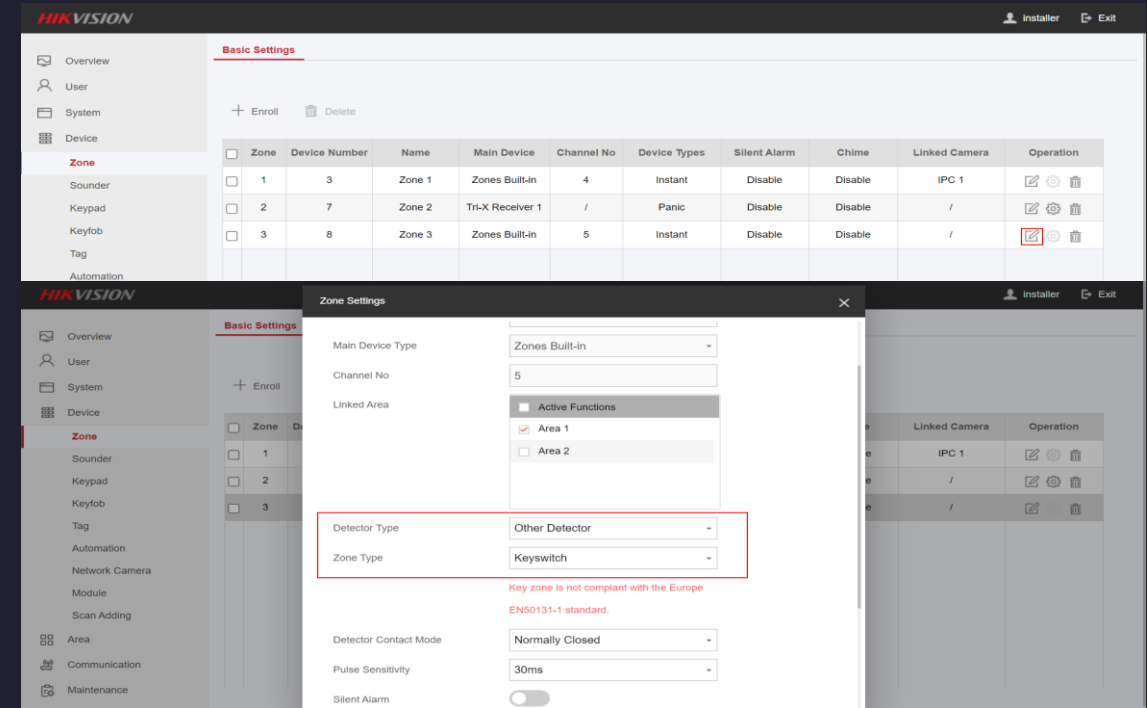 HIKVISION
installer
Exit
Basic Settings
Overview
User
System
Device
Zone
Sounder
Keypad
Keyfob
Tag
Automation
Enroll
Delete
Zone Device Number Name Main Device Channel No Device Types Silent Alarm Chime Linked Camera Operation
1 3 Zone 1 Zones Built-in 4 Instant Disable Disable IPC 1
2 7 Zone 2 Tri-X Receiver 1 / Panic Disable Disable /
3 8 Zone 3 Zones Built-in 5 Instant Disable Disable /
HIKVISION
installer
Exit
Basic Settings
Overview
User
System
Device
Zone
Sounder
Keypad
Keyfob
Tag
Automation
Network Camera
Module
Scan Adding
Area
Communication
Maintenance
Enroll
Zone Linked Camera Operation
1 IPC 1
2 /
3 /
Zone Settings
Main Device Type Zones Built-in
Channel No 5
Linked Area
Active Functions
Area 1
Area 2
Detector Type Other Detector
Zone Type Keyswitch
Key zone is not compiant with the Europe
EN50131-1 standard.
Detector Contact Mode Normally Closed
Pulse Sensitivity 30ms
Silent Alarm